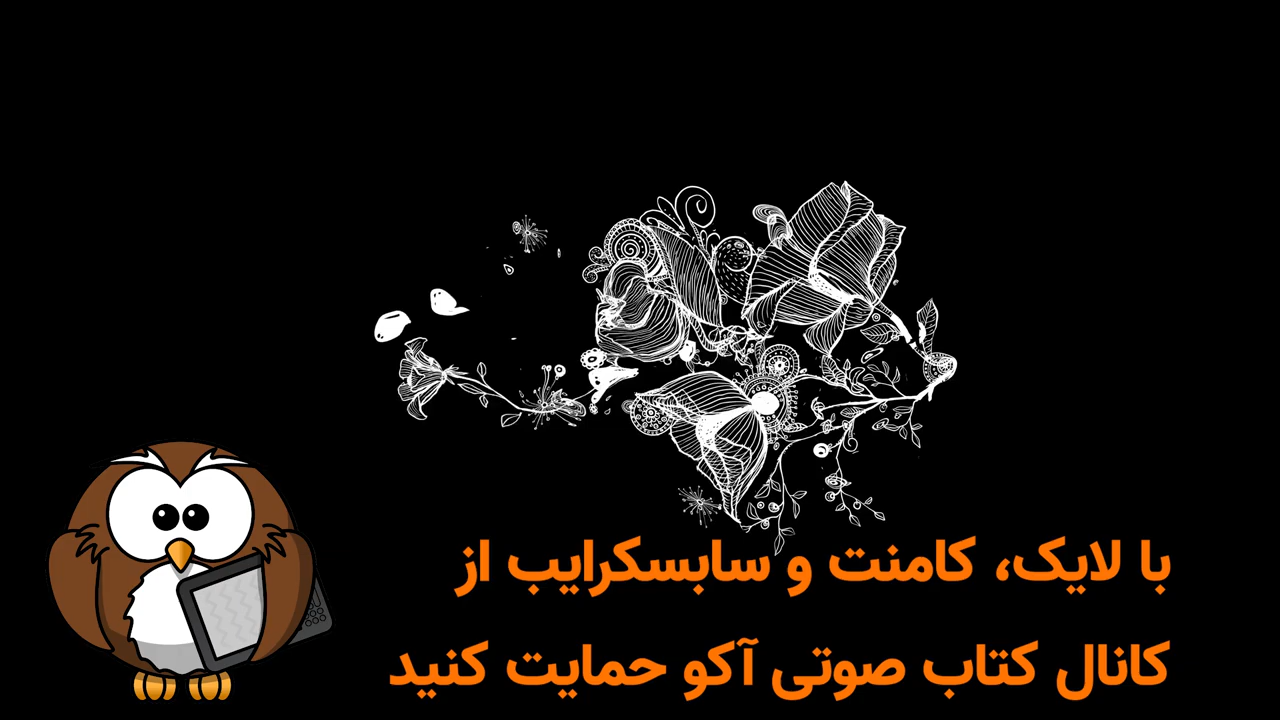 با لایک، کامنت و سابسکرایب از
کانال کتاب صوتی آکو حمایت کنید